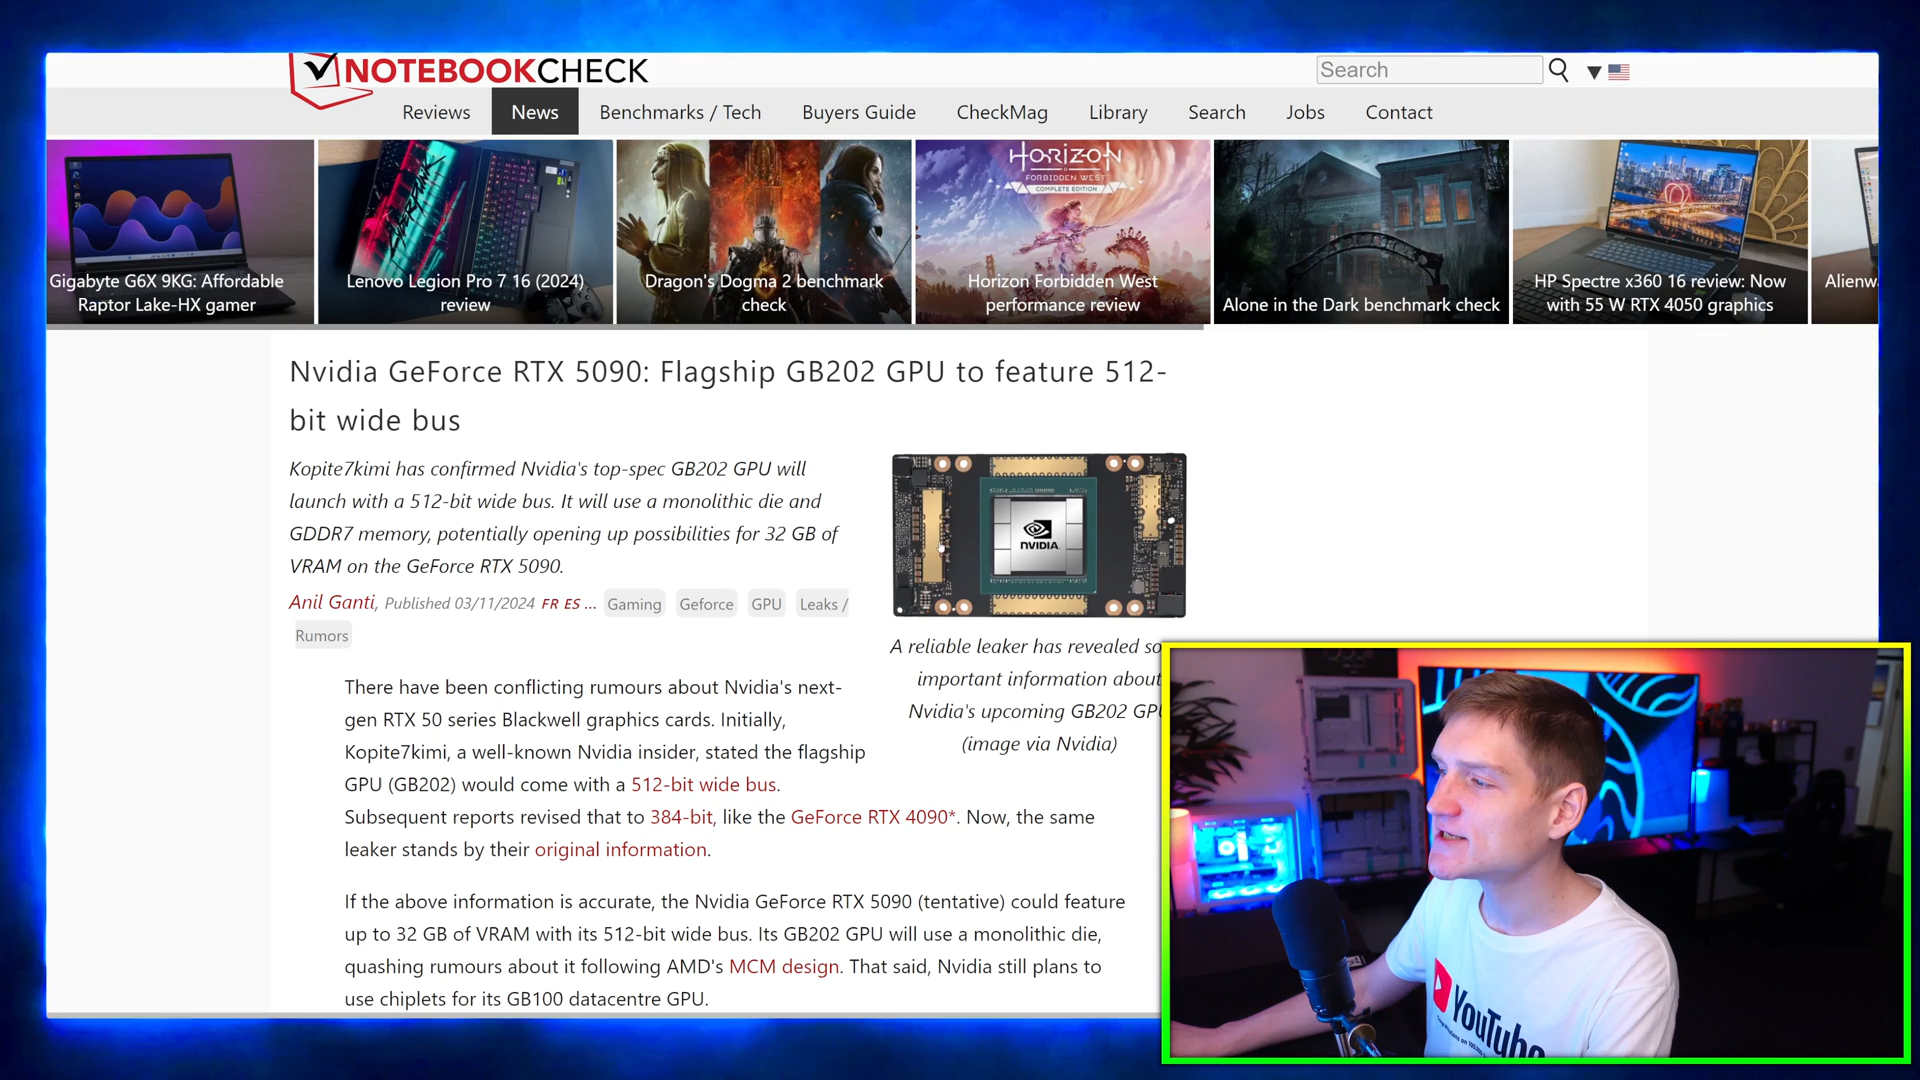 NOTEBOOKCHECK
Search
Reviews
News
Benchmarks / Tech
Buyers Guide
CheckMag
Library
Search
Jobs
Contact
Gigabyte G6X 9KG: Affordable
Raptor Lake-HX gamer
Lenovo Legion Pro 7 16 (2024)
review
Dragon's Dogma 2 benchmark
check
HORIZON
FORBIDDEN WEST
COMPLETE EDITION
Horizon Forbidden West
performance review
Alone in the Dark benchmark check
HP Spectre x360 16 review: Now
with 55 W RTX 4050 graphics
Alienw
Nvidia GeForce RTX 5090: Flagship GB202 GPU to feature 512-
bit wide bus
Kopite7kimi has confirmed Nvidia's top-spec GB202 GPU will
launch with a 512-bit wide bus. It will use a monolithic die and
GDDR7 memory, potentially opening up possibilities for 32 GB of
VRAM on the GeForce RTX 5090.
Anil Ganti, Published 03/11/2024 FR ES ... Gaming Geforce GPU Leaks /
Rumors
NVIDIA
A reliable leaker has revealed so
important information about
Nvidia's upcoming GB202 GPU
(image via Nvidia)
There have been conflicting rumours about Nvidia's next-
gen RTX 50 series Blackwell graphics cards. Initially,
Kopite7kimi, a well-known Nvidia insider, stated the flagship
GPU (GB202) would come with a 512-bit wide bus.
Subsequent reports revised that to 384-bit, like the GeForce RTX 4090*. Now, the same
leaker stands by their original information.
If the above information is accurate, the Nvidia GeForce RTX 5090 (tentative) could feature
up to 32 GB of VRAM with its 512-bit wide bus. Its GB202 GPU will use a monolithic die,
quashing rumours about it following AMD's MCM design. That said, Nvidia still plans to
use chiplets for its GB100 datacentre GPU.
YouTube